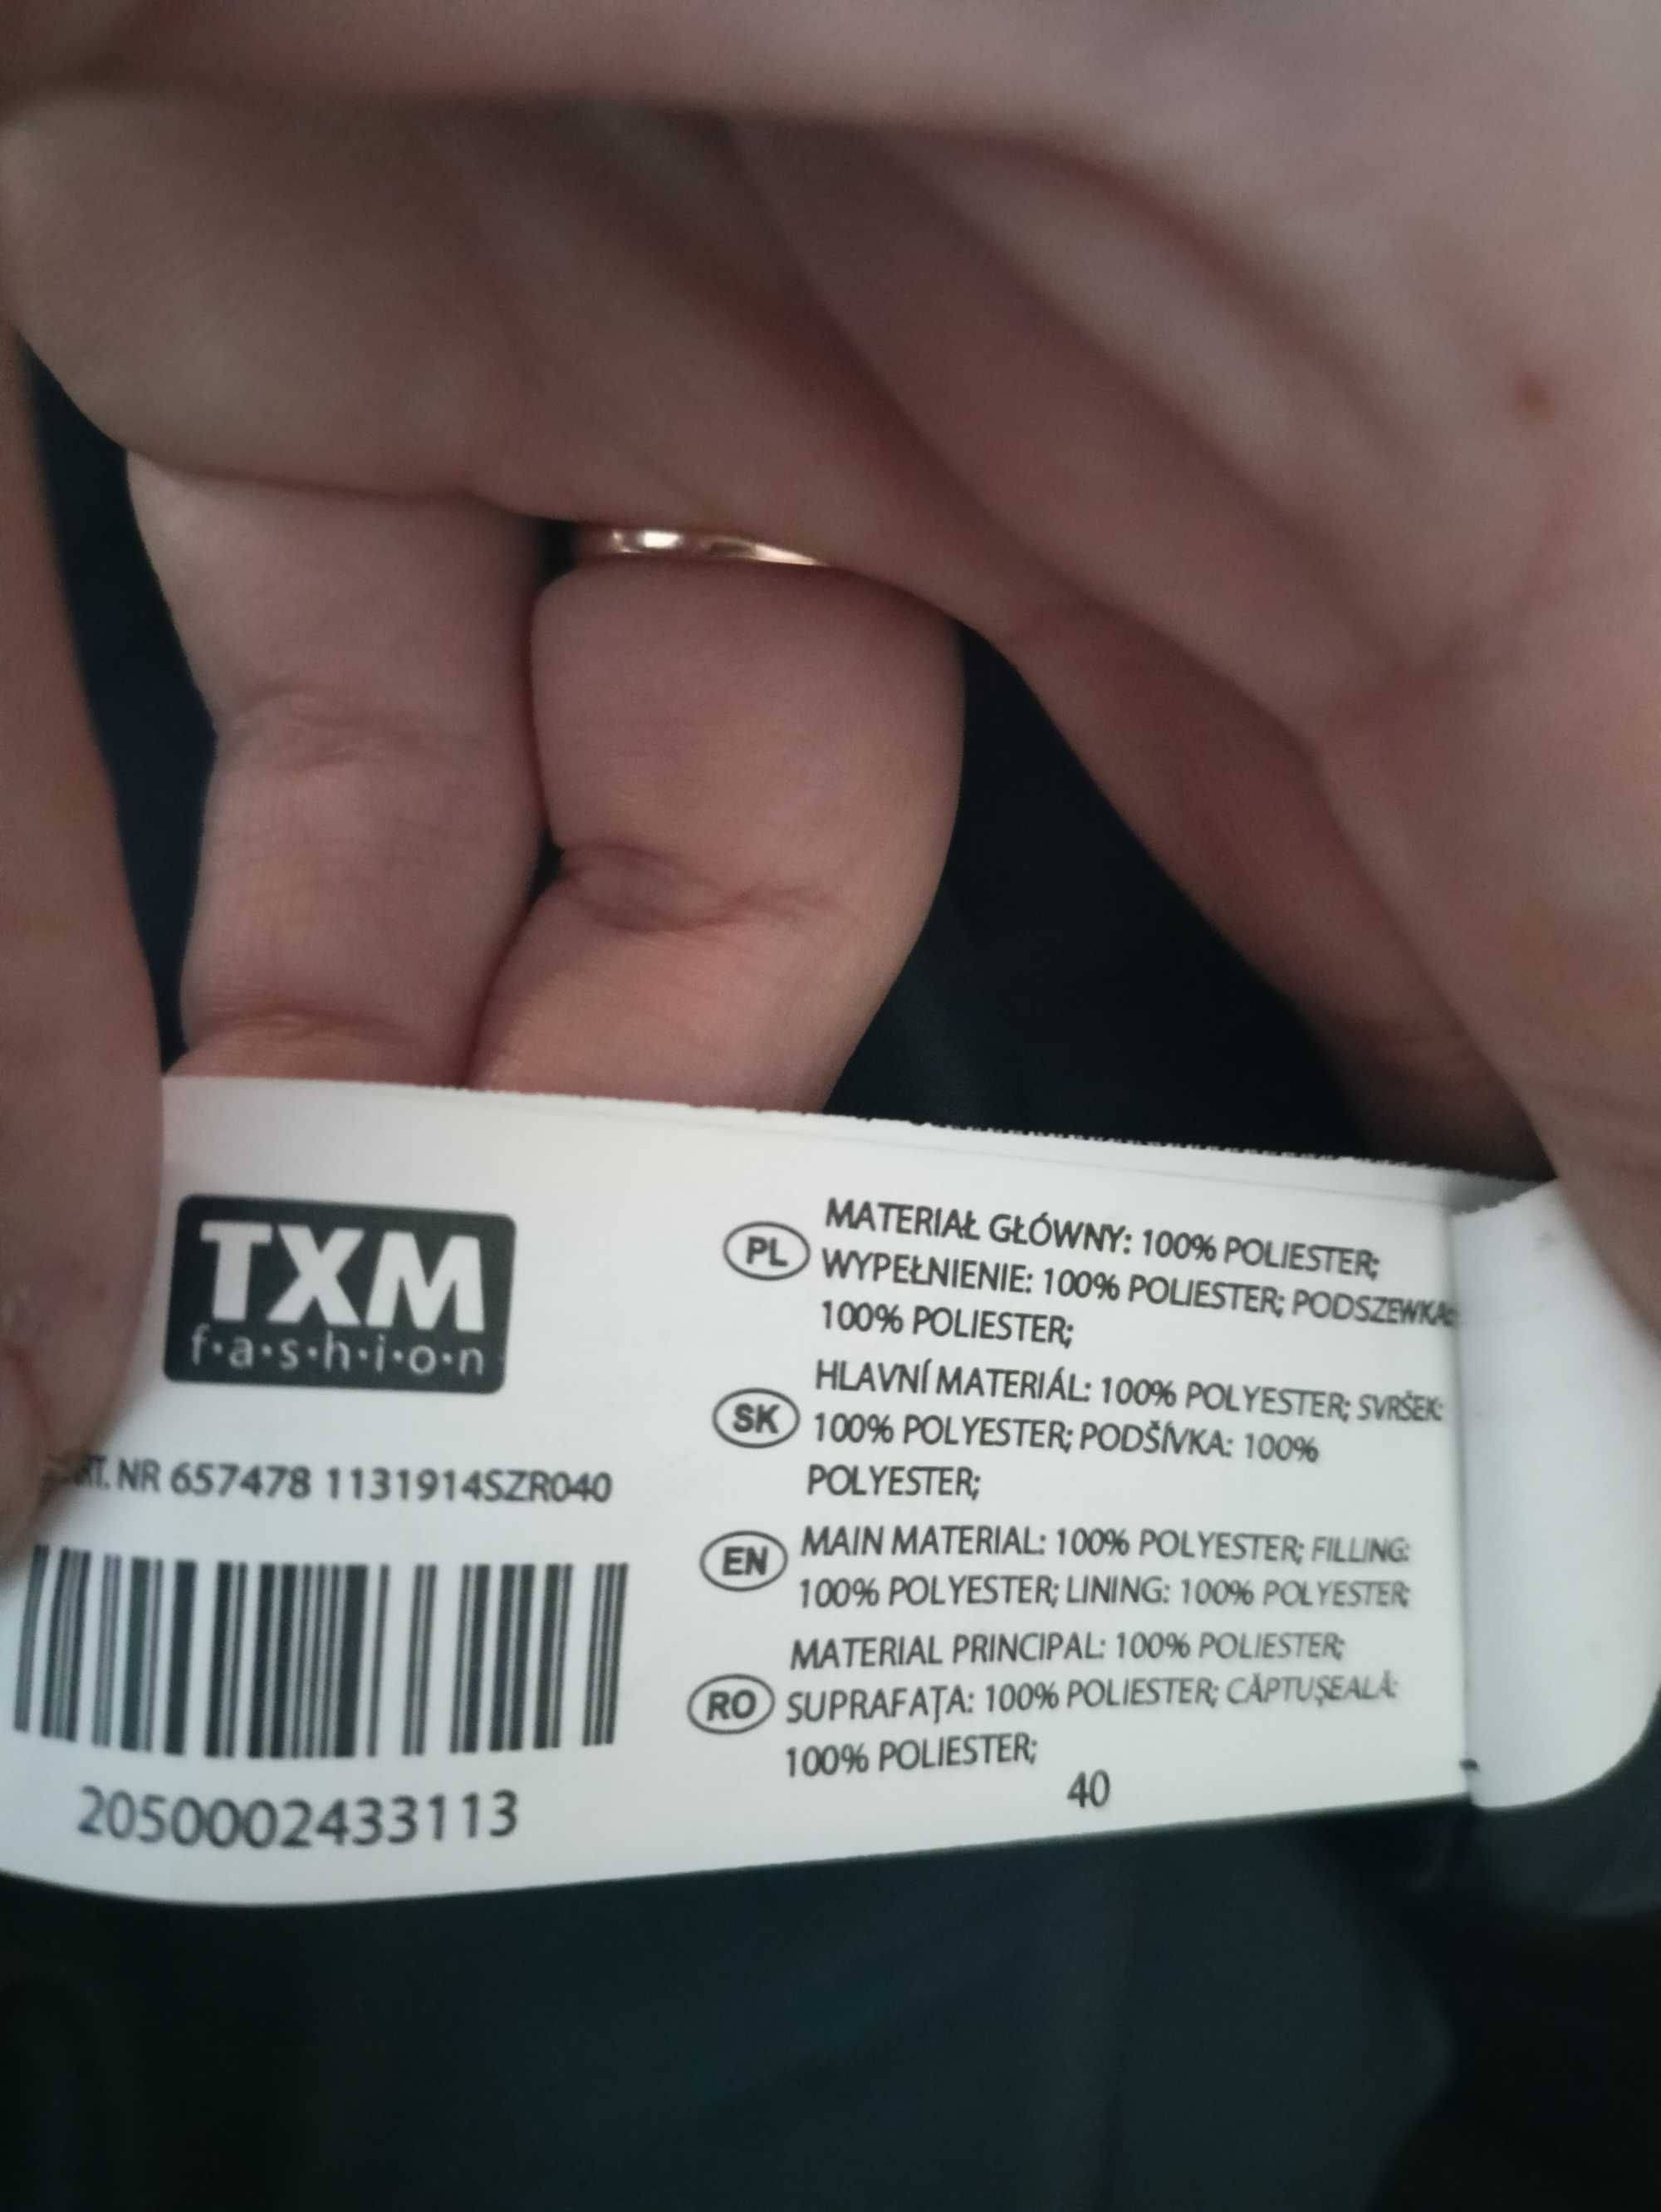 TXM
f·a·s·h·i·o·n
NR 657478 1131914SZR040
2050002433113
PL
MATERIAŁ GŁÓWNY: 100% POLIESTER;
WYPEŁNIENIE: 100% POLIESTER; PODSZEWKA:
100% POLIESTER;
SK
HLAVNÍ MATERIÁL: 100% POLYESTER; SVRŠEK:
100% POLYESTER; PODŠÍVKA: 100%
POLYESTER;
EN
MAIN MATERIAL: 100% POLYESTER; FILLING:
100% POLYESTER; LINING: 100% POLYESTER;
RO
MATERIAL PRINCIPAL: 100% POLIESTER;
SUPRAFAȚA: 100% POLIESTER; CĂPTUȘEALĂ:
100% POLIESTER;
40